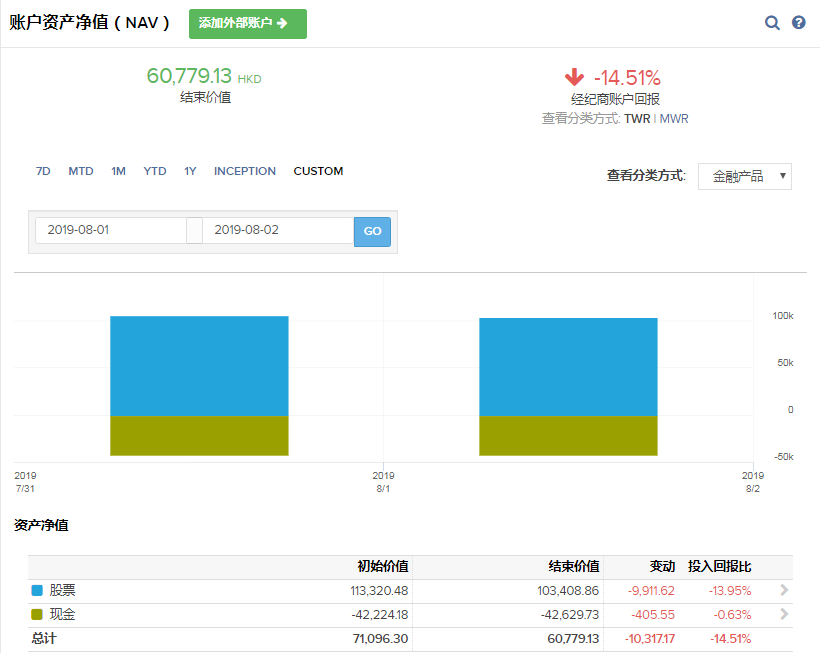 账户资产净值 ( NAV ) 添加外部账户
60,779.13 HKD
结束价值
-14.51%
经纪商账户回报
查看分类方式: TWR | MWR
7D MTD 1M YTD 1Y INCEPTION CUSTOM
查看分类方式: 金融产品
2019-08-01 2019-08-02 GO
100k
50k
0
-50k
2019 2019 2019
7/31 8/1 8/2
资产净值
初始价值 结束价值 变动 投入回报比
股票 113,320.48 103,408.86 -9,911.62 -13.95%
现金 -42,224.18 -42,629.73 -405.55 -0.63%
总计 71,096.30 60,779.13 -10,317.17 -14.51%